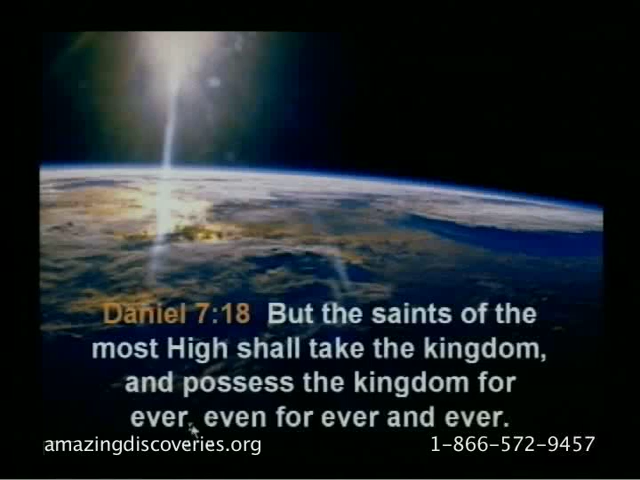 Daniel 7:18 But the saints of the
most High shall take the kingdom,
and possess the kingdom for
ever, even for ever and ever.
amazingdiscoveries.org 1-866-572-9457